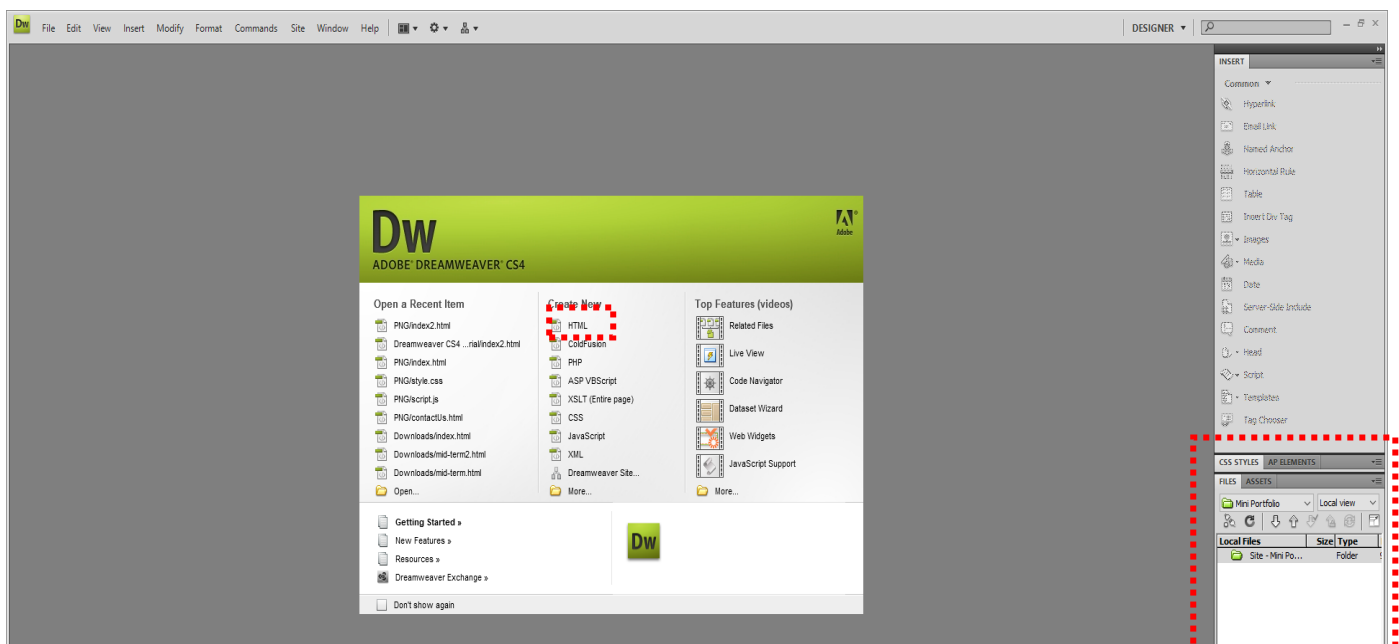 Dw File Edit View Insert Modify Format Commands Site Window Help DESIGNER
INSERT
Common
Hyperlink
Email Link
Named Anchor
Horizontal Rule
Table
Insert Div Tag
Images
Media
Date
Server-Side Include
Comment
Head
Script
Templates
Tag Chooser
Dw
ADOBE® DREAMWEAVER® CS4
Adobe
Open a Recent Item
PNG/index2.html
Dreamweaver CS4 ...rial/index2.html
PNG/index.html
PNG/style.css
PNG/script.js
PNG/contactUs.html
Downloads/index.html
Downloads/mid-term2.html
Downloads/mid-term.html
Open...
Create New
HTML
ColdFusion
PHP
ASP VBScript
XSLT (Entire page)
CSS
JavaScript
XML
Dreamweaver Site...
More...
Top Features (videos)
Related Files
Live View
Code Navigator
Dataset Wizard
Web Widgets
JavaScript Support
More...
Getting Started »
New Features »
Resources »
Dreamweaver Exchange »
Dw
Don't show again
CSS STYLES AP ELEMENTS
FILES ASSETS
Mini Portfolio Local view
Local Files Size Type
Site - Mini Po... Folder